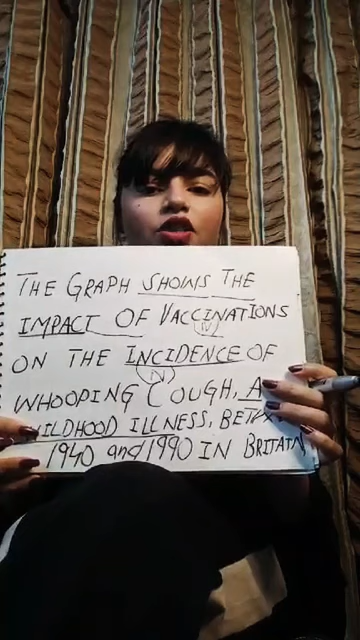 THE GRAPH SHOWS THE
IMPACT OF VACCINATIONS
(N)
ON THE INCIDENCE OF
(N)
WHOOPING COUGH, A
ILDHOOD ILLNESS, BETW
1940 and 1990 IN BRITAIN